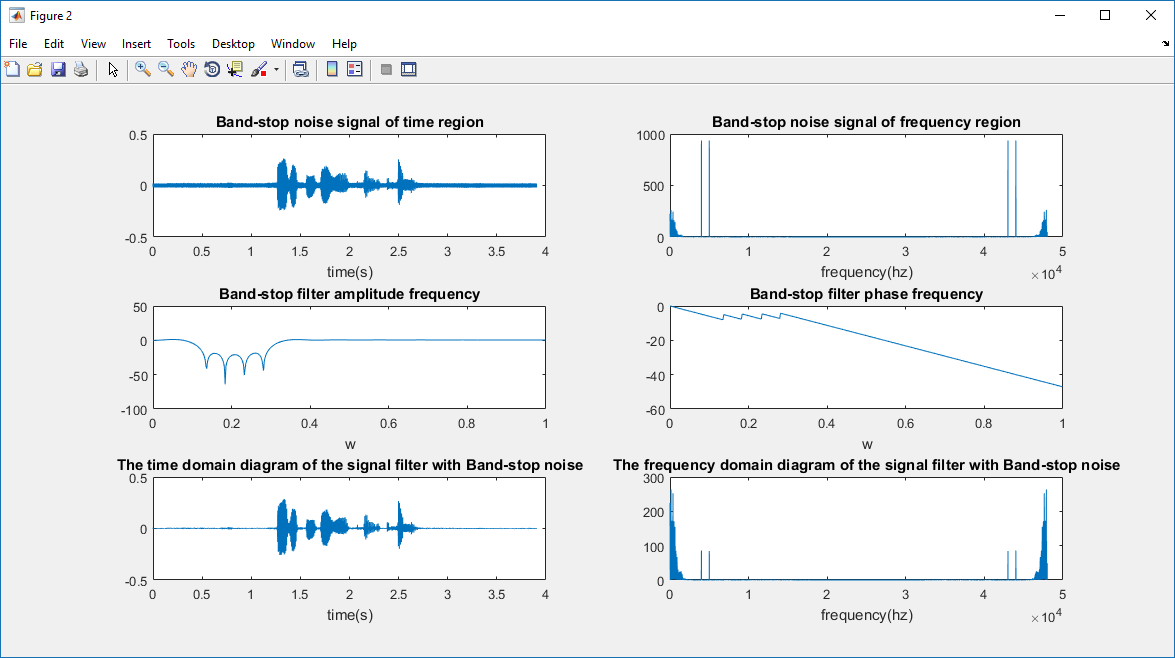 Figure 2
File Edit View Insert Tools Desktop Window Help
Band-stop noise signal of time region
0.5
0
-0.5
0 0.5 1 1.5 2 2.5 3 3.5 4
time(s)
Band-stop noise signal of frequency region
1000
500
0
0 1 2 3 4 5
frequency(hz)
×10^4
Band-stop filter amplitude frequency
50
0
-50
-100
0 0.2 0.4 0.6 0.8 1
w
Band-stop filter phase frequency
0
-20
-40
-60
0 0.2 0.4 0.6 0.8 1
w
The time domain diagram of the signal filter with Band-stop noise
0.5
0
-0.5
0 0.5 1 1.5 2 2.5 3 3.5 4
time(s)
The frequency domain diagram of the signal filter with Band-stop noise
300
200
100
0
0 1 2 3 4 5
frequency(hz)
×10^4